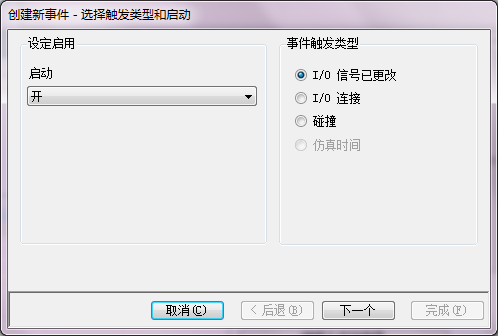 创建新事件 - 选择触发类型和启动
设定启用
启动
开
事件触发类型
I/O 信号已更改
I/O 连接
碰撞
仿真时间
取消(C)
< 后退(B)
下一个
完成(F)